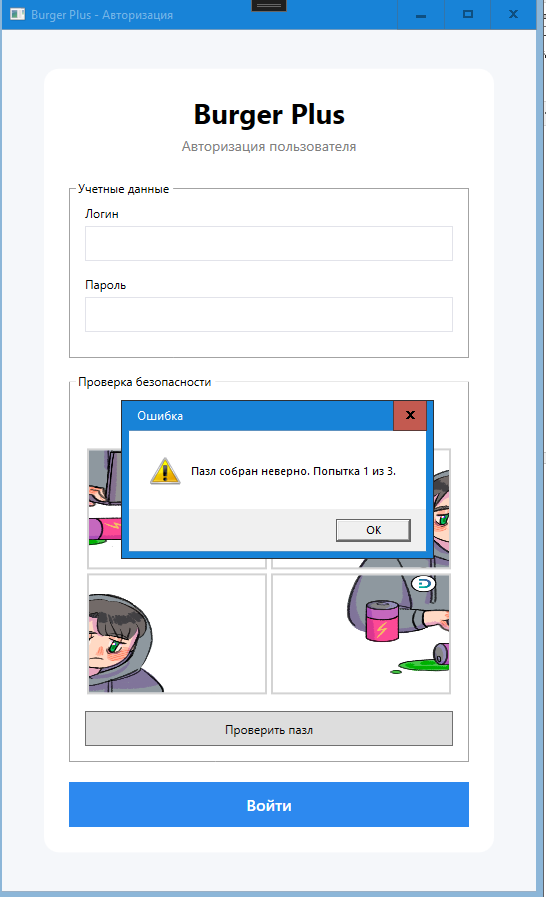 Burger Plus - Авторизация
Burger Plus
Авторизация пользователя
Учетные данные
Логин
Пароль
Проверка безопасности
Ошибка
Пазл собран неверно. Попытка 1 из 3.
OK
Проверить пазл
Войти